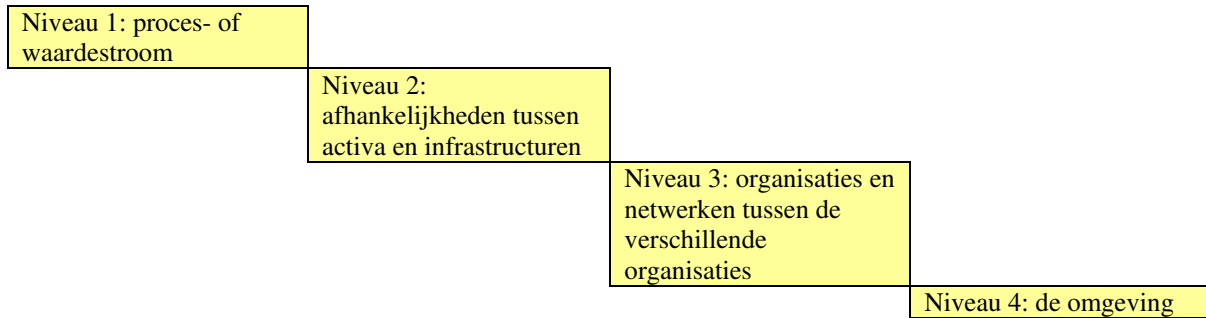 Niveau 1: proces- of
waardestroom
Niveau 2:
afhankelijkheden tussen
activa en infrastructuren
Niveau 3: organisaties en
netwerken tussen de
verschillende
organisaties
Niveau 4: de omgeving